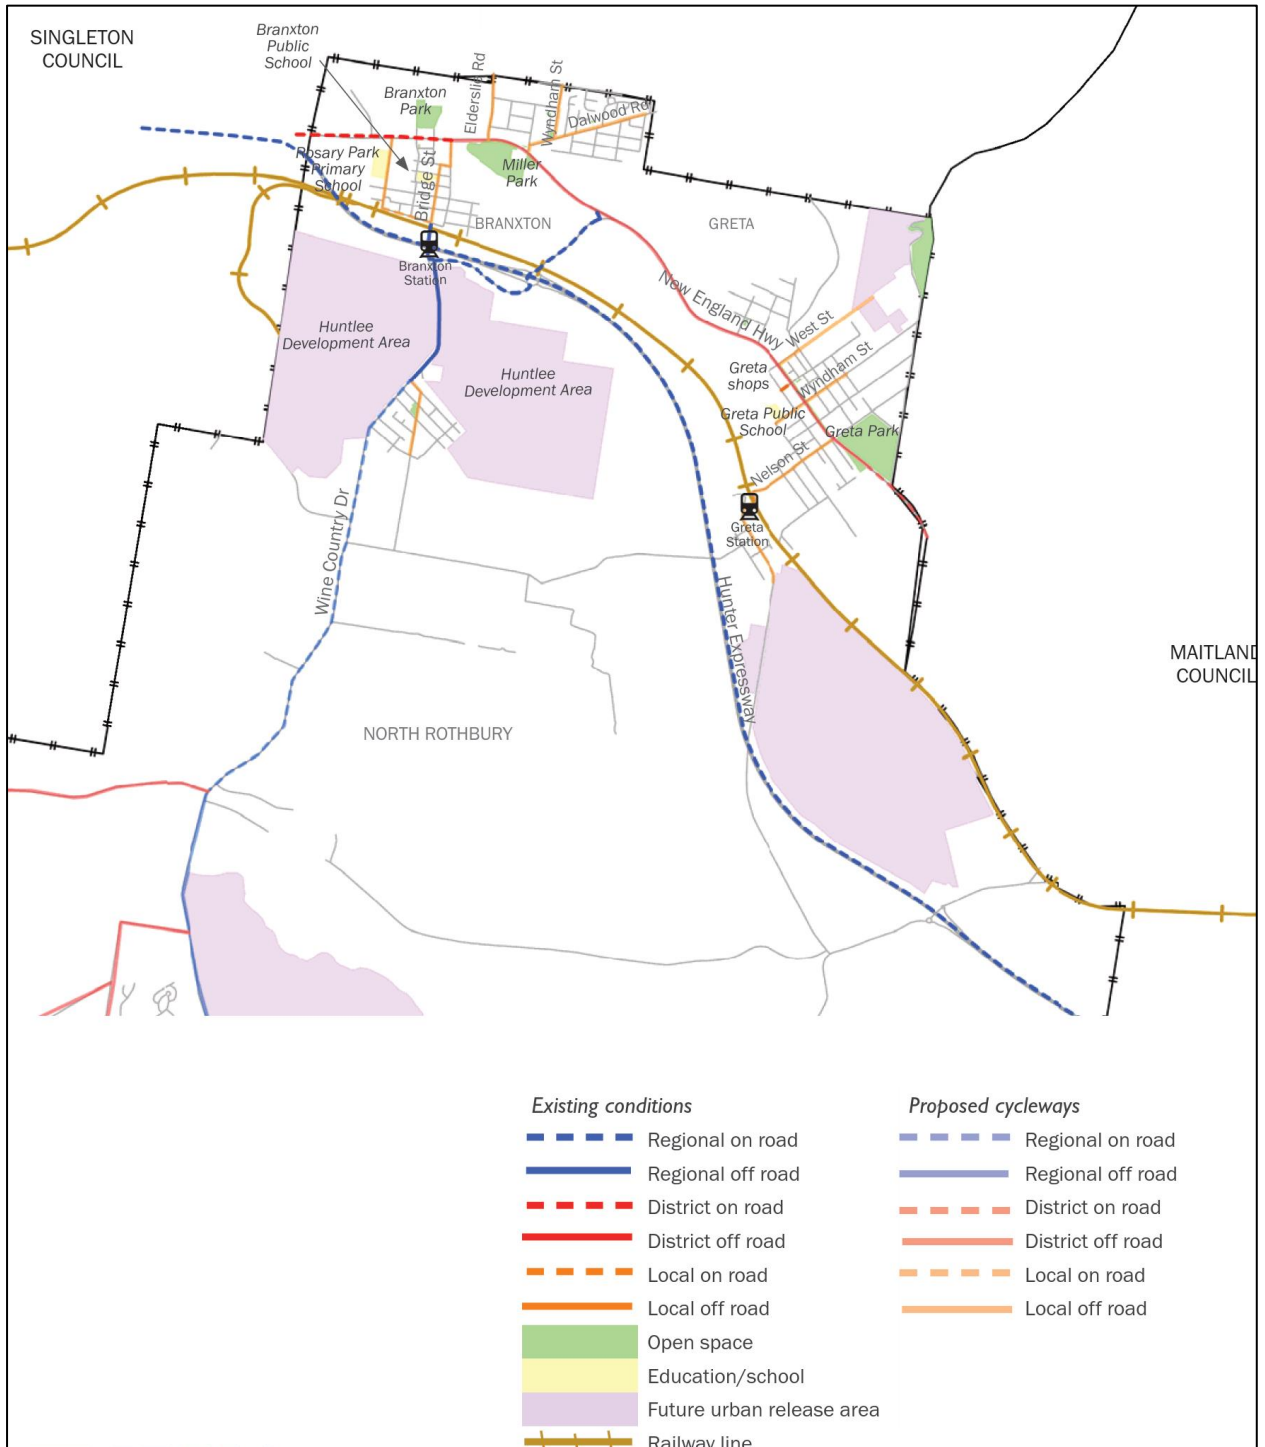 SINGLETON
COUNCIL
Branxton
Public
School
Branxton
Park
Elderslie Rd
Wyndham St
Dalwood Rd
Rosary Park
Primary
School
Bridge St
Miller
Park
BRANXTON
GRETA
Branxton
Station
New England Hwy
Huntlee
Development Area
Huntlee
Development Area
West St
Greta
shops
Wyndham St
Greta Public
School
Greta Park
Nelson St
Greta
Station
Wine Country Dr
Hunter Expressway
MAITLAND
COUNCIL
NORTH ROTHBURY
Existing conditions
Regional on road
Regional off road
District on road
District off road
Local on road
Local off road
Open space
Education/school
Future urban release area
Railway line
Proposed cycleways
Regional on road
Regional off road
District on road
District off road
Local on road
Local off road